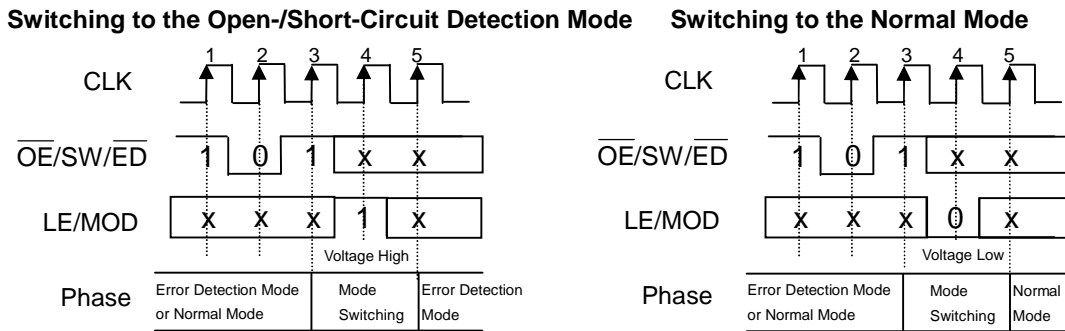 Switching to the Open-/Short-Circuit Detection Mode
1 2 3 4 5
CLK
OE/SW/ED
1 0 1 x x
LE/MOD
x x x 1 x
Voltage High
Phase
Error Detection Mode
or Normal Mode
Mode
Switching
Error Detection
Mode
Switching to the Normal Mode
1 2 3 4 5
CLK
OE/SW/ED
1 0 1 x x
LE/MOD
x x x 0 x
Voltage Low
Phase
Error Detection Mode
or Normal Mode
Mode
Switching
Normal
Mode